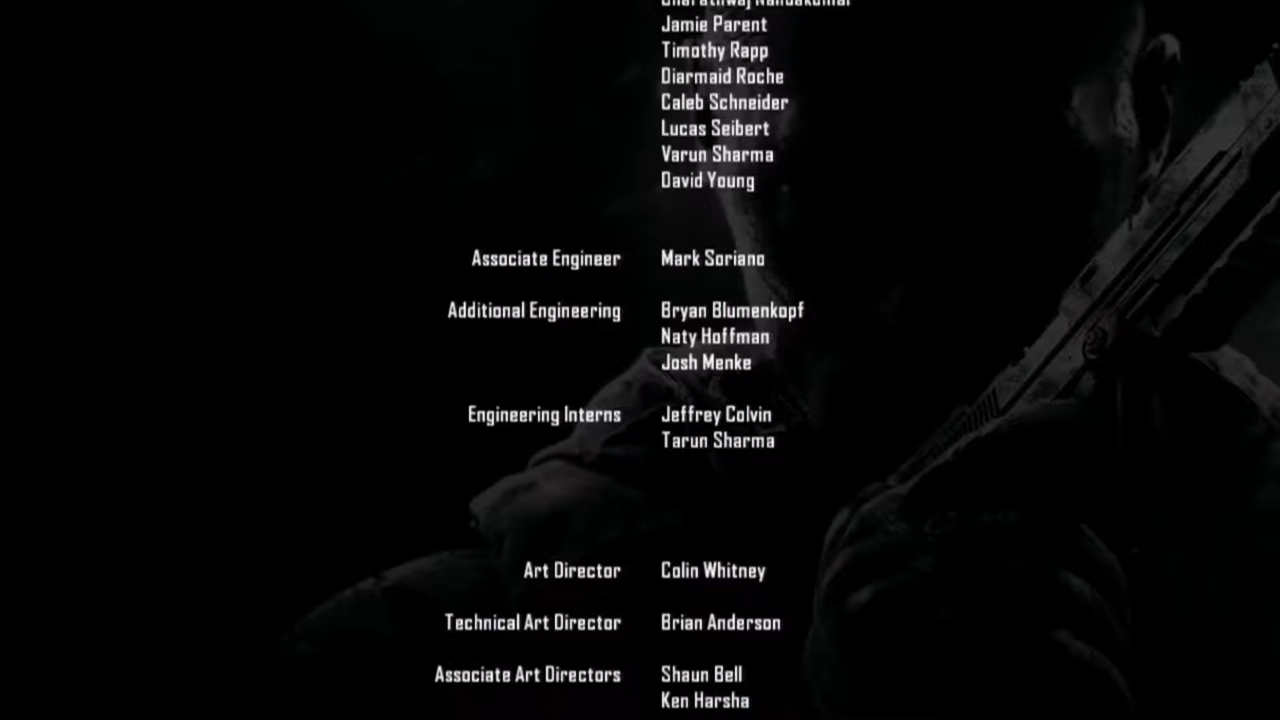 Jamie Parent
Timothy Rapp
Diarmaid Roche
Caleb Schneider
Lucas Seibert
Varun Sharma
David Young
Associate Engineer Mark Soriano
Additional Engineering Bryan Blumenkopf
Naty Hoffman
Josh Menke
Engineering Interns Jeffrey Colvin
Tarun Sharma
Art Director Colin Whitney
Technical Art Director Brian Anderson
Associate Art Directors Shaun Bell
Ken Harsha